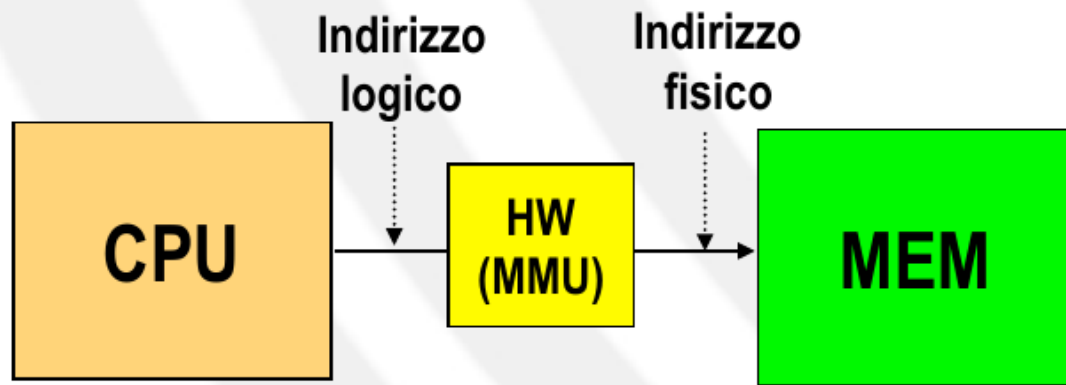 Indirizzo
logico
Indirizzo
fisico
CPU
HW
(MMU)
MEM